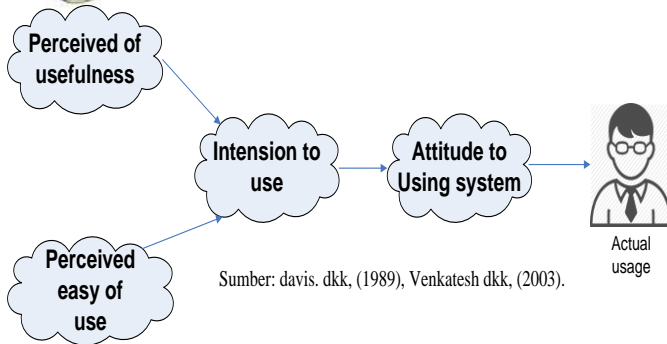 Perceived of
usefulness
Intension to
use
Attitude to
Using system
Actual
usage
Perceived
easy of
use
Sumber: davis. dkk, (1989), Venkatesh dkk, (2003).